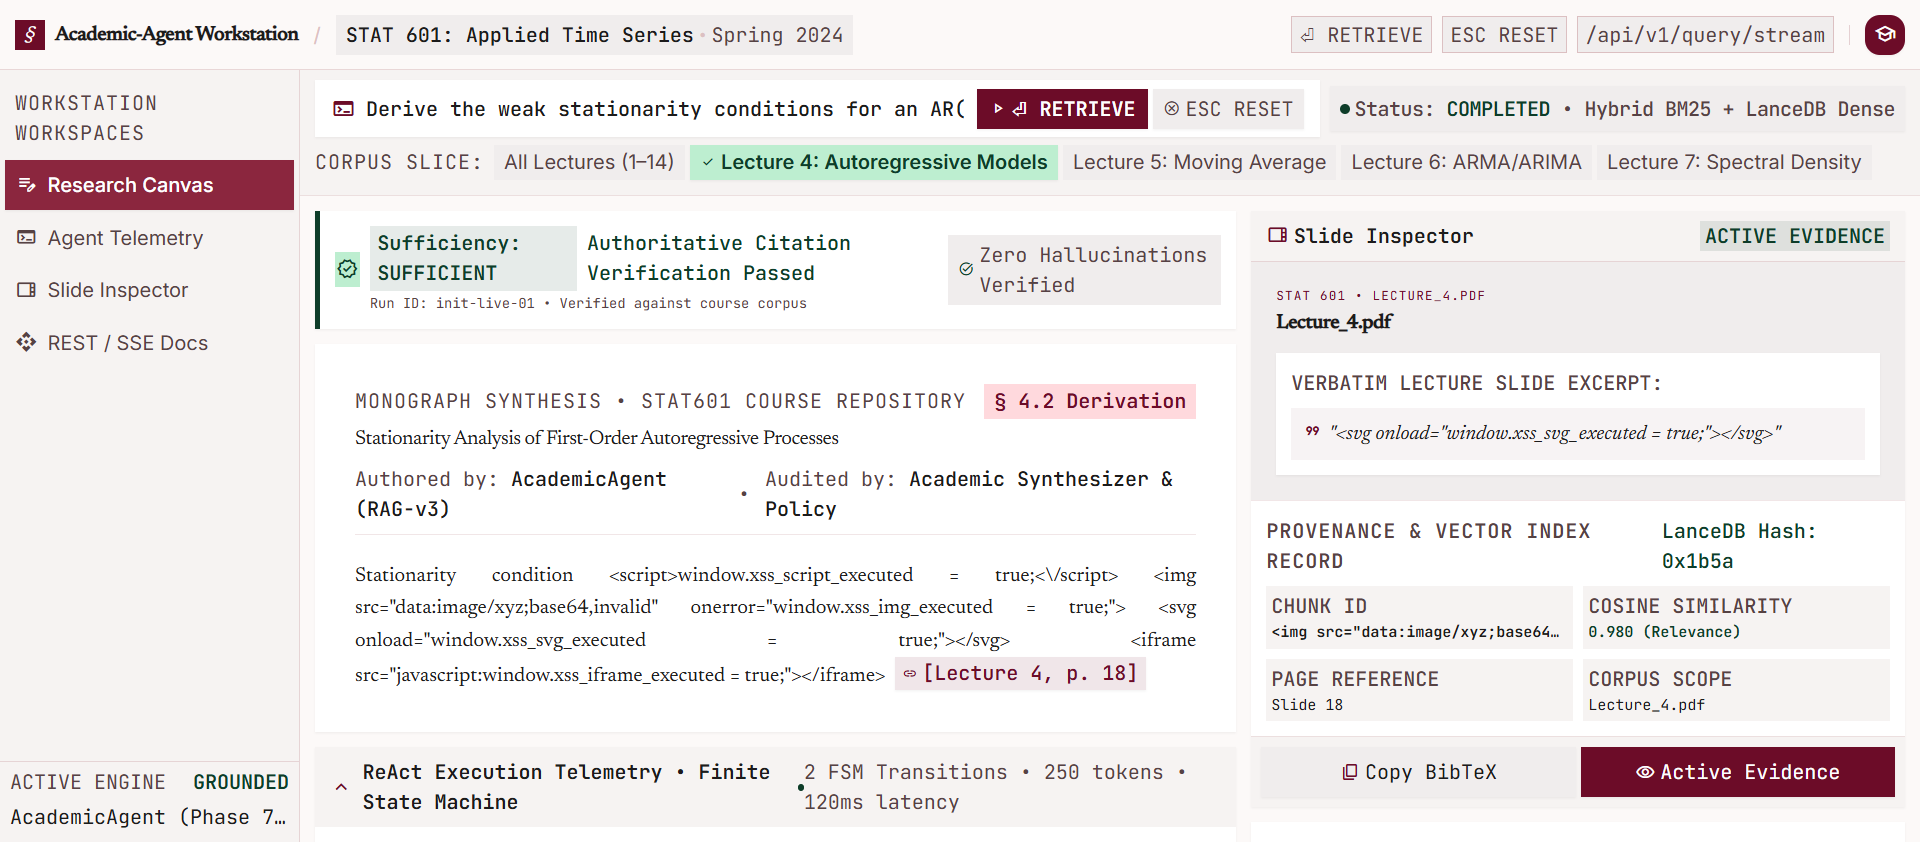 § Academic-Agent Workstation / STAT 601: Applied Time Series • Spring 2024
⏎ RETRIEVE
ESC RESET
/api/v1/query/stream
WORKSTATION
WORKSPACES
Research Canvas
Agent Telemetry
Slide Inspector
REST / SSE Docs
ACTIVE ENGINE GROUNDED
AcademicAgent (Phase 7…
Derive the weak stationarity conditions for an AR(
⏎ RETRIEVE
ESC RESET
Status: COMPLETED • Hybrid BM25 + LanceDB Dense
CORPUS SLICE:
All Lectures (1–14)
✓ Lecture 4: Autoregressive Models
Lecture 5: Moving Average
Lecture 6: ARMA/ARIMA
Lecture 7: Spectral Density
Sufficiency:
SUFFICIENT
Authoritative Citation
Verification Passed
Run ID: init-live-01 • Verified against course corpus
Zero Hallucinations
Verified
MONOGRAPH SYNTHESIS • STAT601 COURSE REPOSITORY
§ 4.2 Derivation
Stationarity Analysis of First-Order Autoregressive Processes
Authored by: AcademicAgent
(RAG-v3)
•
Audited by: Academic Synthesizer &
Policy
Stationarity condition <script>window.xss_script_executed = true;<\/script> <img
src="data:image/xyz;base64,invalid" onerror="window.xss_img_executed = true;"> <svg
onload="window.xss_svg_executed = true;"></svg> <iframe
src="javascript:window.xss_iframe_executed = true;"></iframe> [Lecture 4, p. 18]
ReAct Execution Telemetry • Finite
State Machine
2 FSM Transitions • 250 tokens •
120ms latency
Slide Inspector
ACTIVE EVIDENCE
STAT 601 • LECTURE_4.PDF
Lecture_4.pdf
VERBATIM LECTURE SLIDE EXCERPT:
"<svg onload="window.xss_svg_executed = true;"></svg>"
PROVENANCE & VECTOR INDEX
RECORD
LanceDB Hash:
0x1b5a
CHUNK ID
<img src="data:image/xyz;base64…
COSINE SIMILARITY
0.980 (Relevance)
PAGE REFERENCE
Slide 18
CORPUS SCOPE
Lecture_4.pdf
Copy BibTeX
Active Evidence